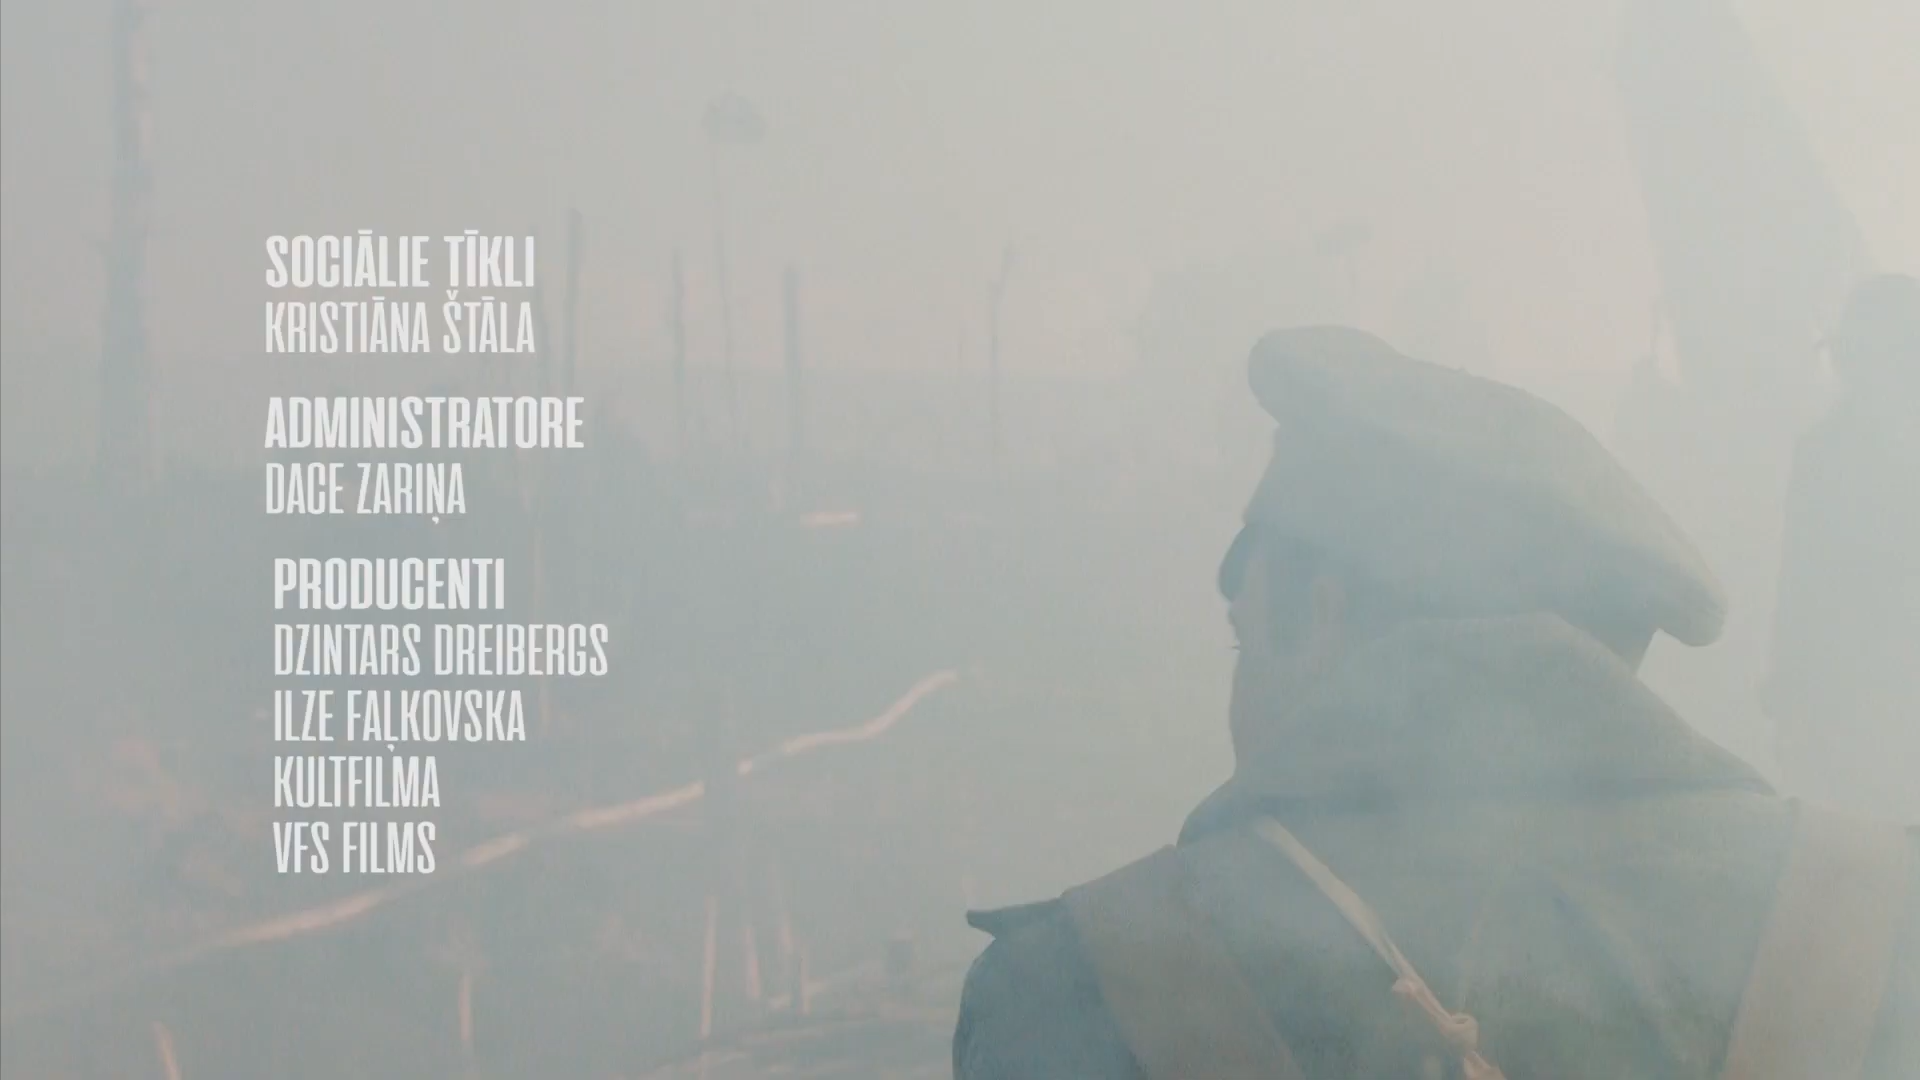 SOCIĀLIE TĪKLI
KRISTIĀNA ŠTĀLA
ADMINISTRATORE
DACE ZARIŅA
PRODUCENTI
DZINTARS DREIBERGS
ILZE FAĻKOVSKA
KULTFILMA
VFS FILMS